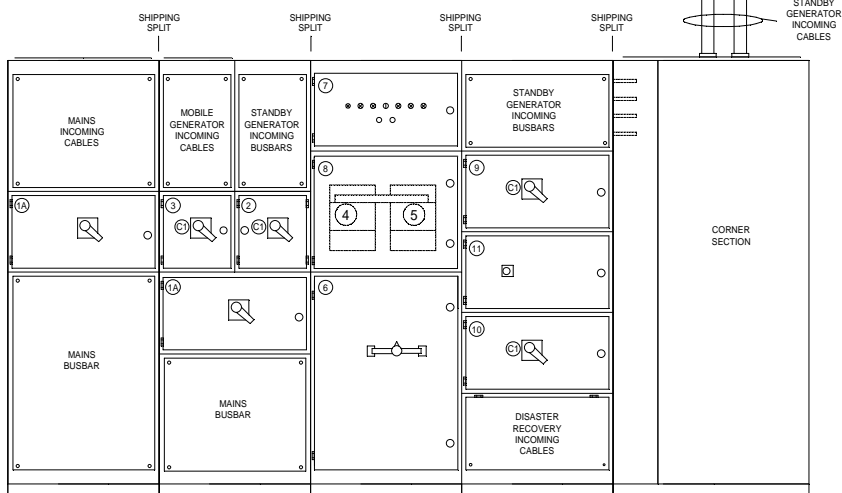 SHIPPING
SPLIT
SHIPPING
SPLIT
SHIPPING
SPLIT
SHIPPING
SPLIT
STANDBY
GENERATOR
INCOMING
CABLES
MAINS
INCOMING
CABLES
MOBILE
GENERATOR
INCOMING
CABLES
STANDBY
GENERATOR
INCOMING
BUSBARS
7
STANDBY
GENERATOR
INCOMING
BUSBARS
8
4
5
9
C1
1A
3
C1
2
C1
11
CORNER
SECTION
1A
6
10
C1
MAINS
BUSBAR
MAINS
BUSBAR
DISASTER
RECOVERY
INCOMING
CABLES